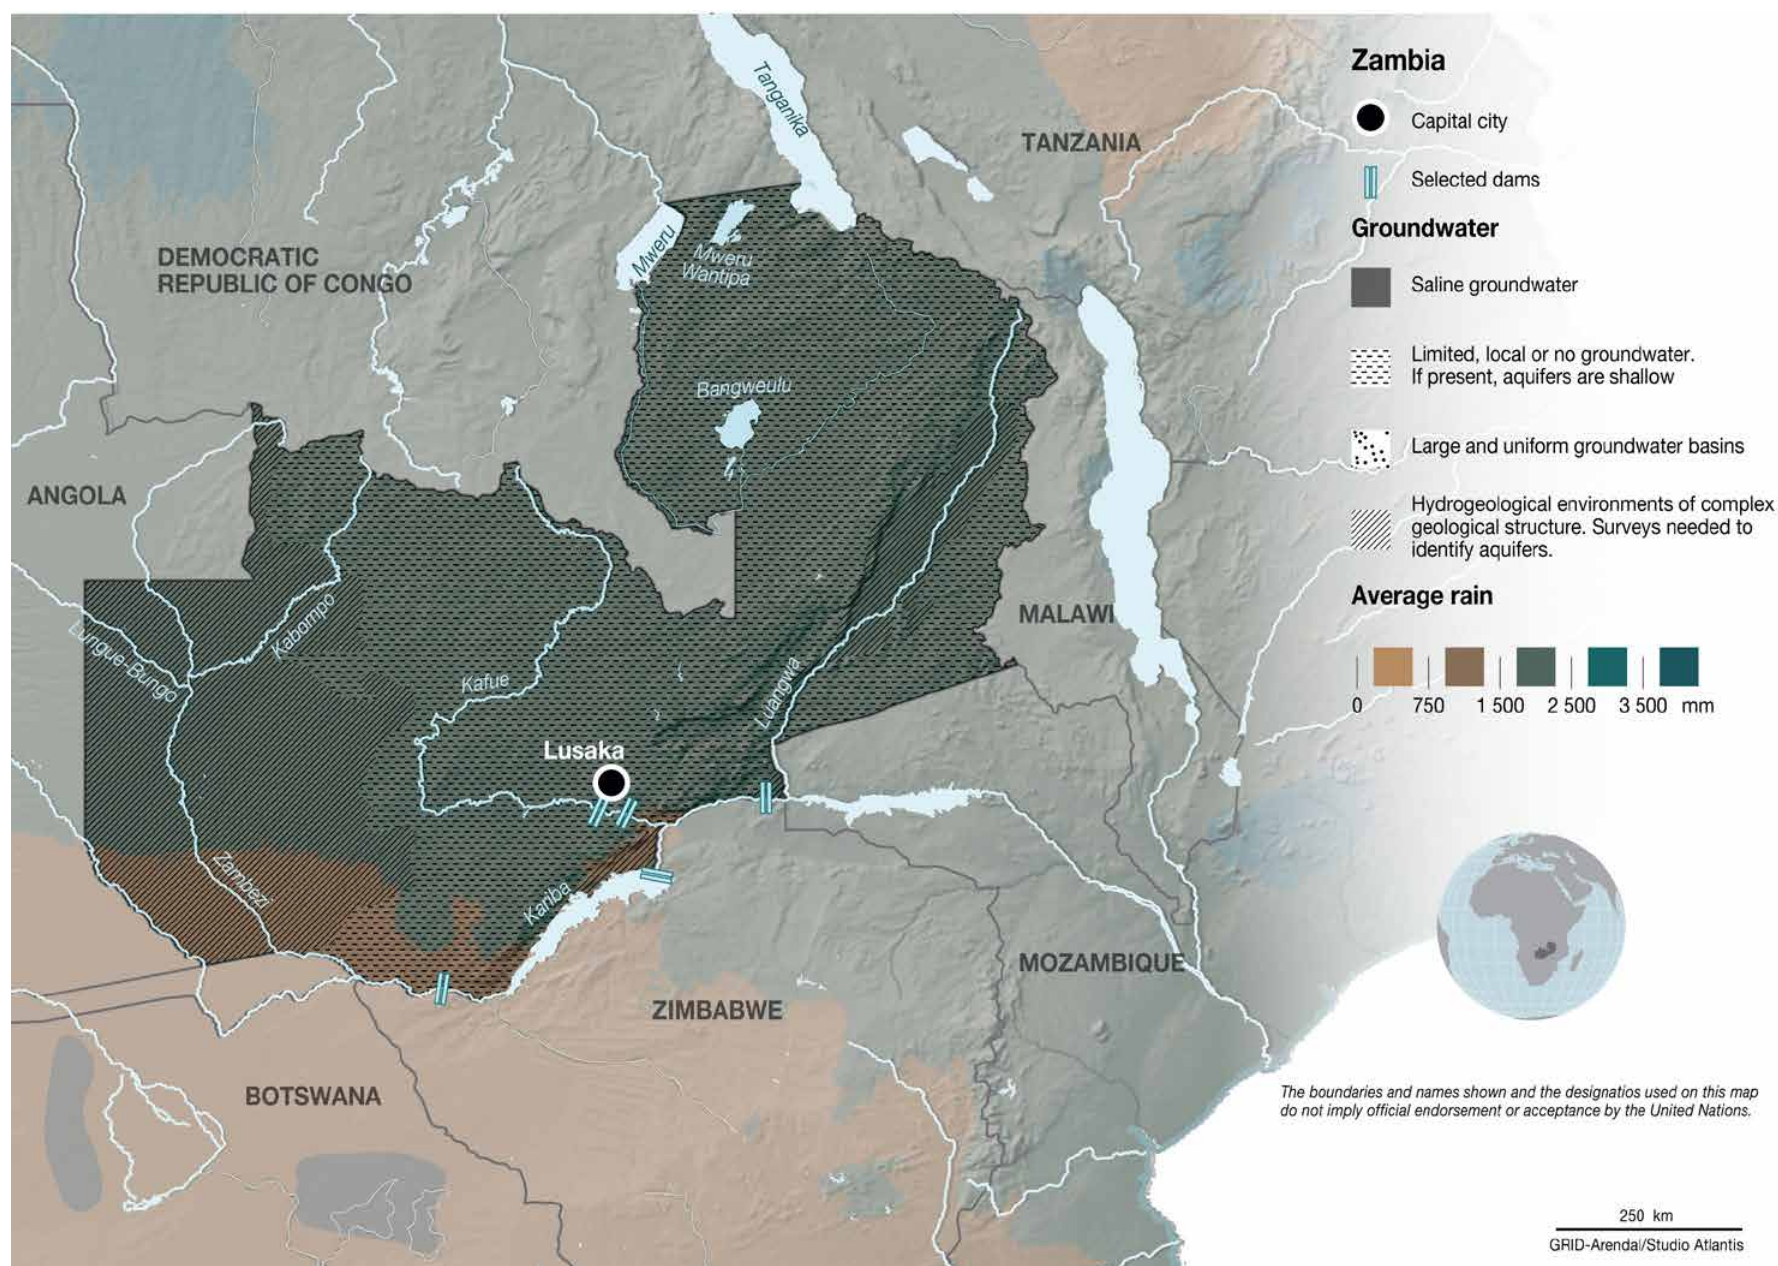 Tanganika
TANZANIA
DEMOCRATIC
REPUBLIC OF CONGO
Mweru
Mweru
Wantipa
Bangweulu
ANGOLA
Lungue-Bungo
Kabompo
Kafue
Luangwa
MALAWI
Lusaka
Zambezi
Kariba
ZIMBABWE
MOZAMBIQUE
BOTSWANA
Zambia
Capital city
Selected dams
Groundwater
Saline groundwater
Limited, local or no groundwater.
If present, aquifers are shallow
Large and uniform groundwater basins
Hydrogeological environments of complex
geological structure. Surveys needed to
identify aquifers.
Average rain
0 750 1 500 2 500 3 500 mm
The boundaries and names shown and the designatios used on this map
do not imply official endorsement or acceptance by the United Nations.
250 km
GRID-Arendal/Studio Atlantis